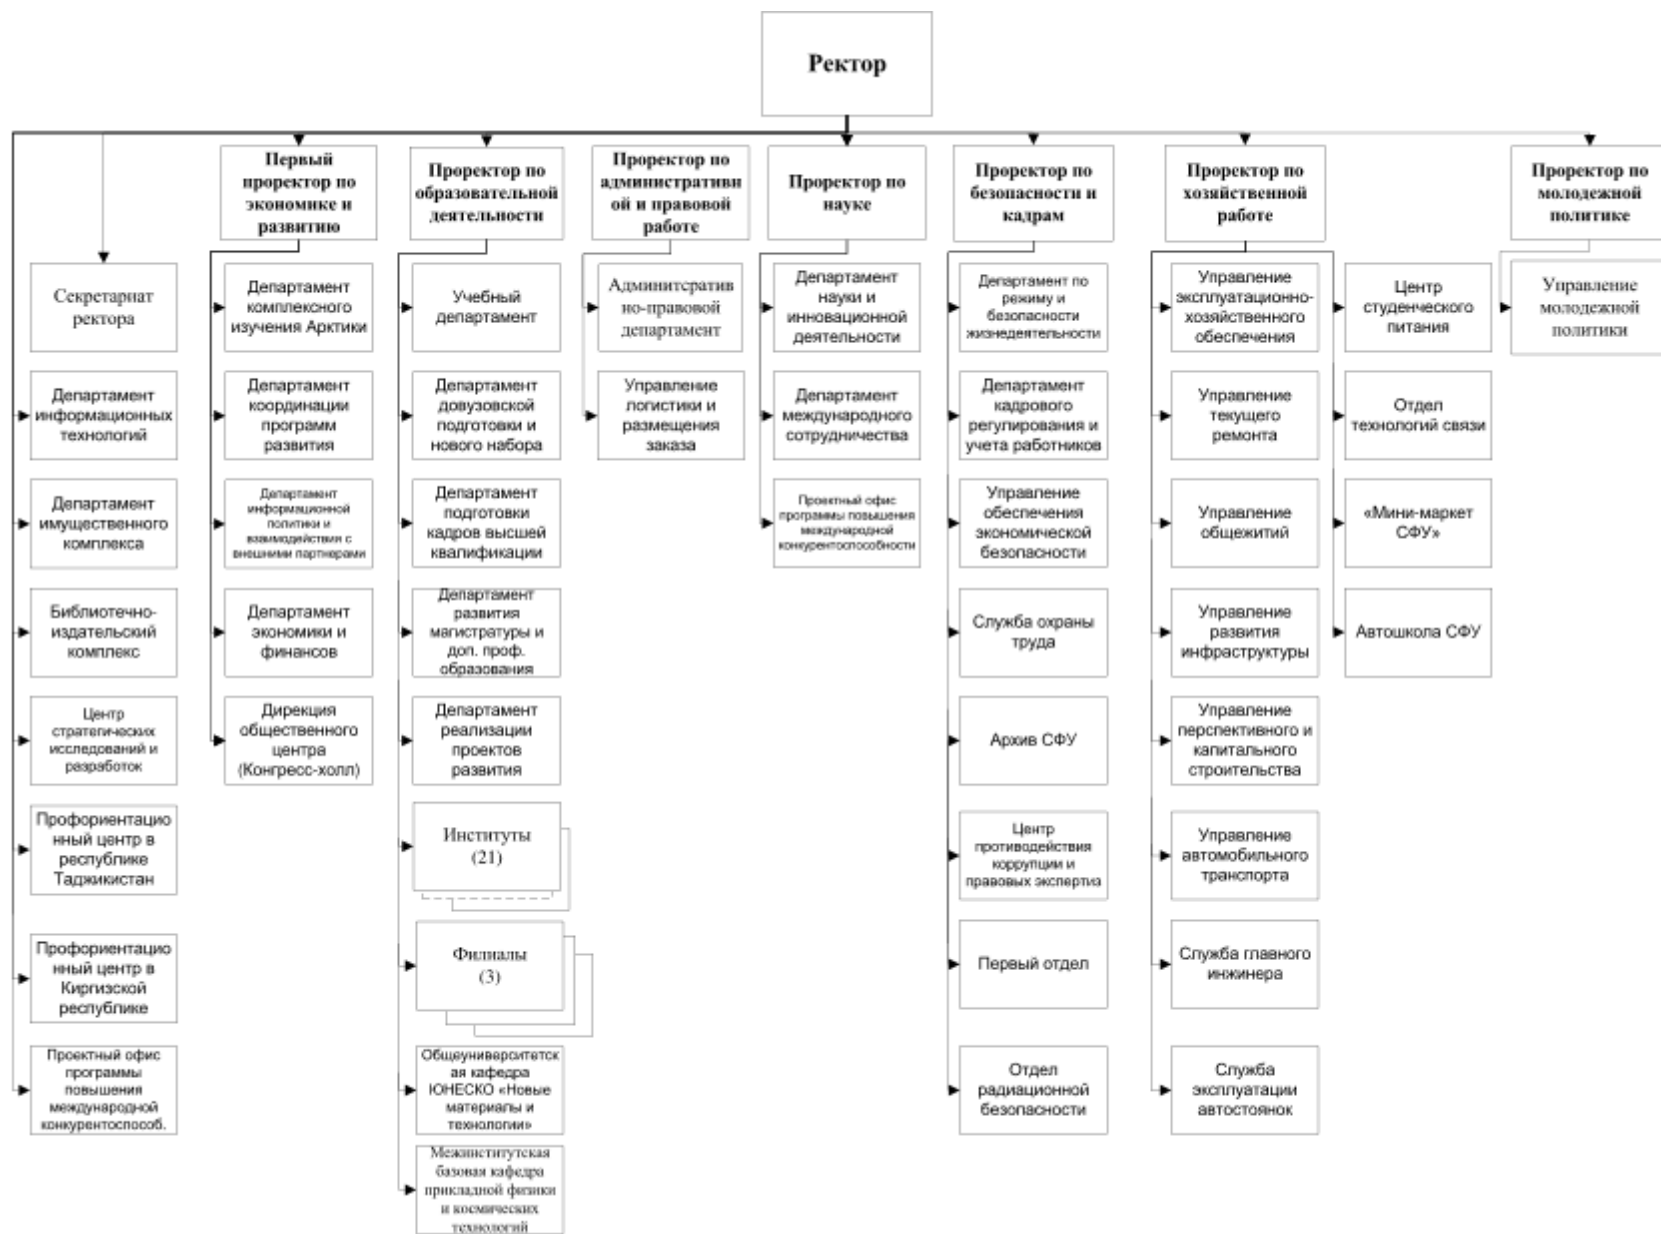 Ректор
Первый
проректор по
экономике и
развитию
Проректор по
образовательной
деятельности
Проректор по
административн
ой и правовой
работе
Проректор по
науке
Проректор по
безопасности и
кадрам
Проректор по
хозяйственной
работе
Проректор по
молодежной
политике
Секретариат
ректора
Департамент
информационных
технологий
Департамент
имущественного
комплекса
Библиотечно-
издательский
комплекс
Центр
стратегических
исследований и
разработок
Профориентацио
нный центр в
республике
Таджикистан
Профориентацио
нный центр в
Киргизской
республике
Проектный офис
программы
повышения
международной
конкурентоспособ.
Департамент
комплексного
изучения Арктики
Департамент
координации
программ
развития
Департамент
информационной
политики и
взаимодействия с
внешними партнерами
Департамент
экономики и
финансов
Дирекция
общественного
центра
(Конгресс-холл)
Учебный
департамент
Департамент
довузовской
подготовки и
нового набора
Департамент
подготовки
кадров высшей
квалификации
Департамент
развития
магистратуры и
доп. проф.
образования
Департамент
реализации
проектов
развития
Институты
(21)
Филиалы
(3)
Общеуниверситетск
ая кафедра
ЮНЕСКО «Новые
материалы и
технологии»
Межинститутская
базовая кафедра
прикладной физики
и космических
технологий
Админитсратив
но-правовой
департамент
Управление
логистики и
размещения
заказа
Департамент
науки и
инновационной
деятельности
Департамент
международного
сотрудничества
Проектный офис
программы повышения
международной
конкурентоспособности
Департамент по
режиму и
безопасности
жизнедеятельности
Департамент
кадрового
регулирования и
учета работников
Управление
обеспечения
экономической
безопасности
Служба охраны
труда
Архив СФУ
Центр
противодействия
коррупции и
правовых экспертиз
Первый отдел
Отдел
радиационной
безопасности
Управление
эксплуатационно-
хозяйственного
обеспечения
Управление
текущего
ремонта
Управление
общежитий
Управление
развития
инфраструктуры
Управление
перспективного и
капитального
строительства
Управление
автомобильного
транспорта
Служба главного
инжинера
Служба
эксплуатации
автостоянок
Центр
студенческого
питания
Отдел
технологий связи
«Мини-маркет
СФУ»
Автошкола СФУ
Управление
молодежной
политики